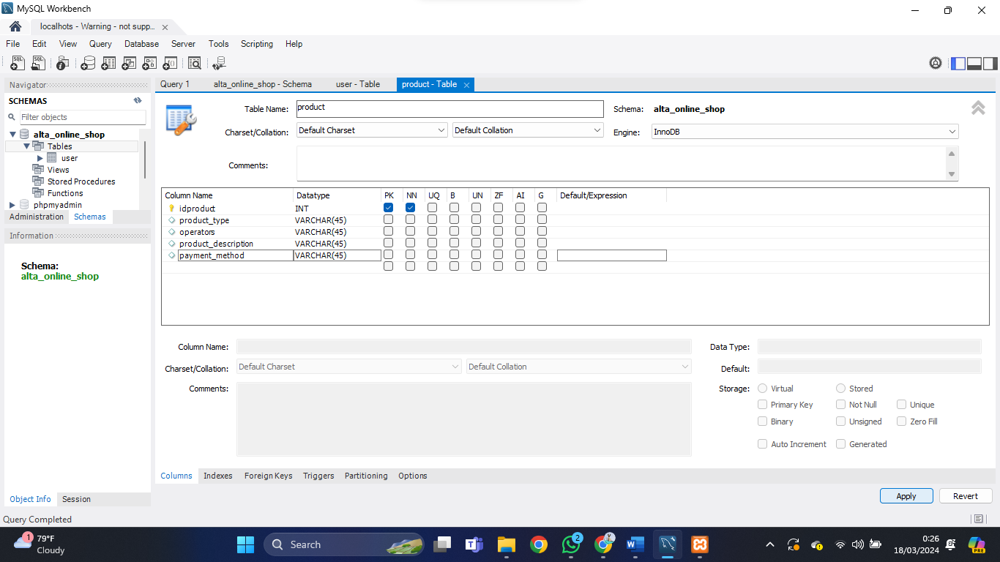 MySQL Workbench
localhots - Warning - not supp...
File Edit View Query Database Server Tools Scripting Help
Navigator
SCHEMAS
Filter objects
alta_online_shop
Tables
user
Views
Stored Procedures
Functions
phpmyadmin
Administration Schemas
Information
Schema:
alta_online_shop
Object Info Session
Query 1 alta_online_shop - Schema user - Table product - Table
Table Name: product Schema: alta_online_shop
Charset/Collation: Default Charset Default Collation Engine: InnoDB
Comments:
Column Name Datatype PK NN UQ B UN ZF AI G Default/Expression
idproduct INT
product_type VARCHAR(45)
operators VARCHAR(45)
product_description VARCHAR(45)
payment_method VARCHAR(45)
Column Name: Data Type:
Charset/Collation: Default Charset Default Collation Default:
Comments: Storage: Virtual Stored
Primary Key Not Null Unique
Binary Unsigned Zero Fill
Auto Increment Generated
Columns Indexes Foreign Keys Triggers Partitioning Options
Apply Revert
Query Completed
1 79°F
Cloudy
Search
2
0:26
18/03/2024
PRE